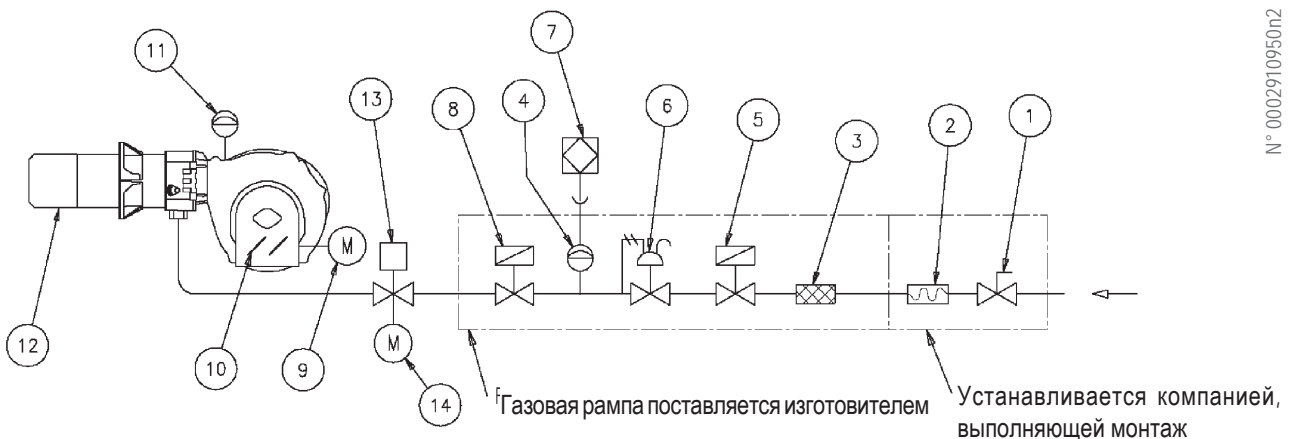 N° 0002910950n2
7
11
4
6
13
8
5
2
1
3
M
12
10
9
M
14
Газовая рампа поставляется изготовителем
Устанавливается компанией,
выполняющей монтаж